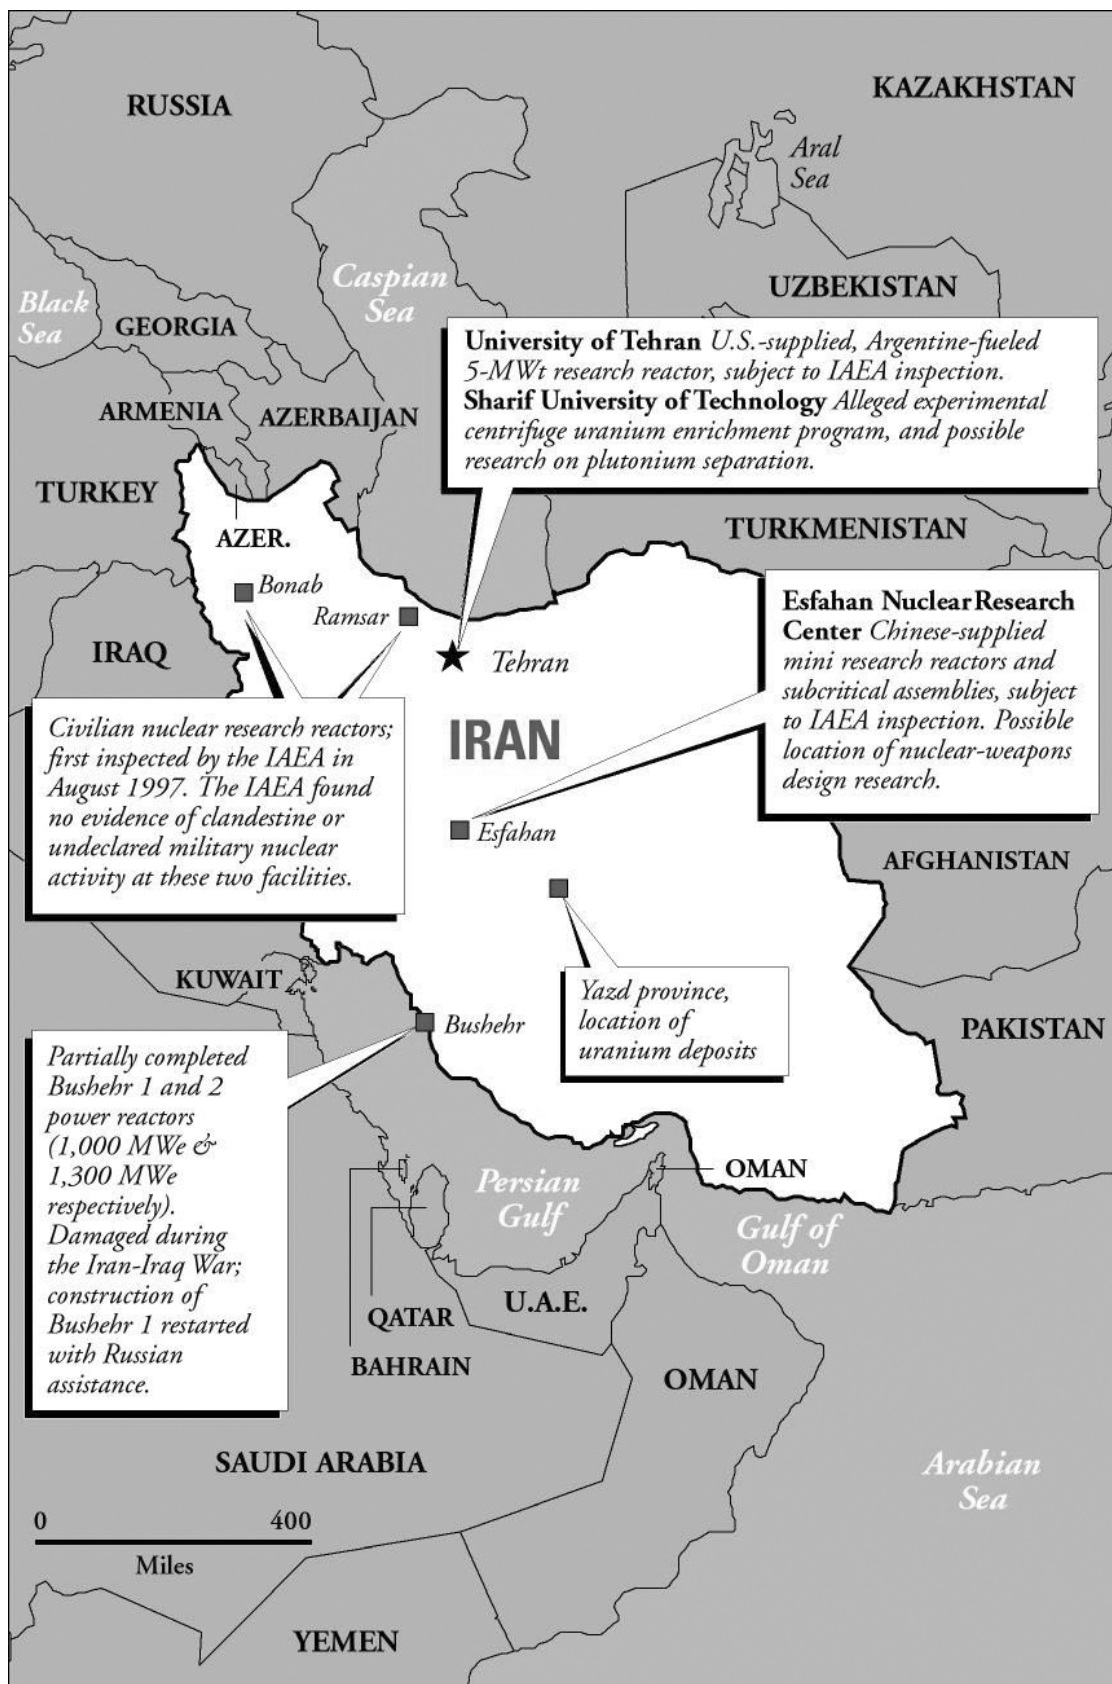 RUSSIA
KAZAKHSTAN
Aral
Sea
Caspian
Sea
Black
Sea
UZBEKISTAN
GEORGIA
University of Tehran U.S.-supplied, Argentine-fueled
5-MWt research reactor, subject to IAEA inspection.
Sharif University of Technology Alleged experimental
centrifuge uranium enrichment program, and possible
research on plutonium separation.
ARMENIA
AZERBAIJAN
TURKEY
TURKMENISTAN
AZER.
Bonab
Ramsar
Esfahan Nuclear Research
Center Chinese-supplied
mini research reactors and
subcritical assemblies, subject
to IAEA inspection. Possible
location of nuclear-weapons
design research.
IRAQ
Tehran
IRAN
Civilian nuclear research reactors;
first inspected by the IAEA in
August 1997. The IAEA found
no evidence of clandestine or
undeclared military nuclear
activity at these two facilities.
Esfahan
AFGHANISTAN
KUWAIT
Yazd province,
location of
uranium deposits
Bushehr
PAKISTAN
Partially completed
Bushehr 1 and 2
power reactors
(1,000 MWe &
1,300 MWe
respectively).
Damaged during
the Iran-Iraq War;
construction of
Bushehr 1 restarted
with Russian
assistance.
Persian
Gulf
OMAN
Gulf of
Oman
U.A.E.
QATAR
BAHRAIN
OMAN
SAUDI ARABIA
Arabian
Sea
0 400
Miles
YEMEN